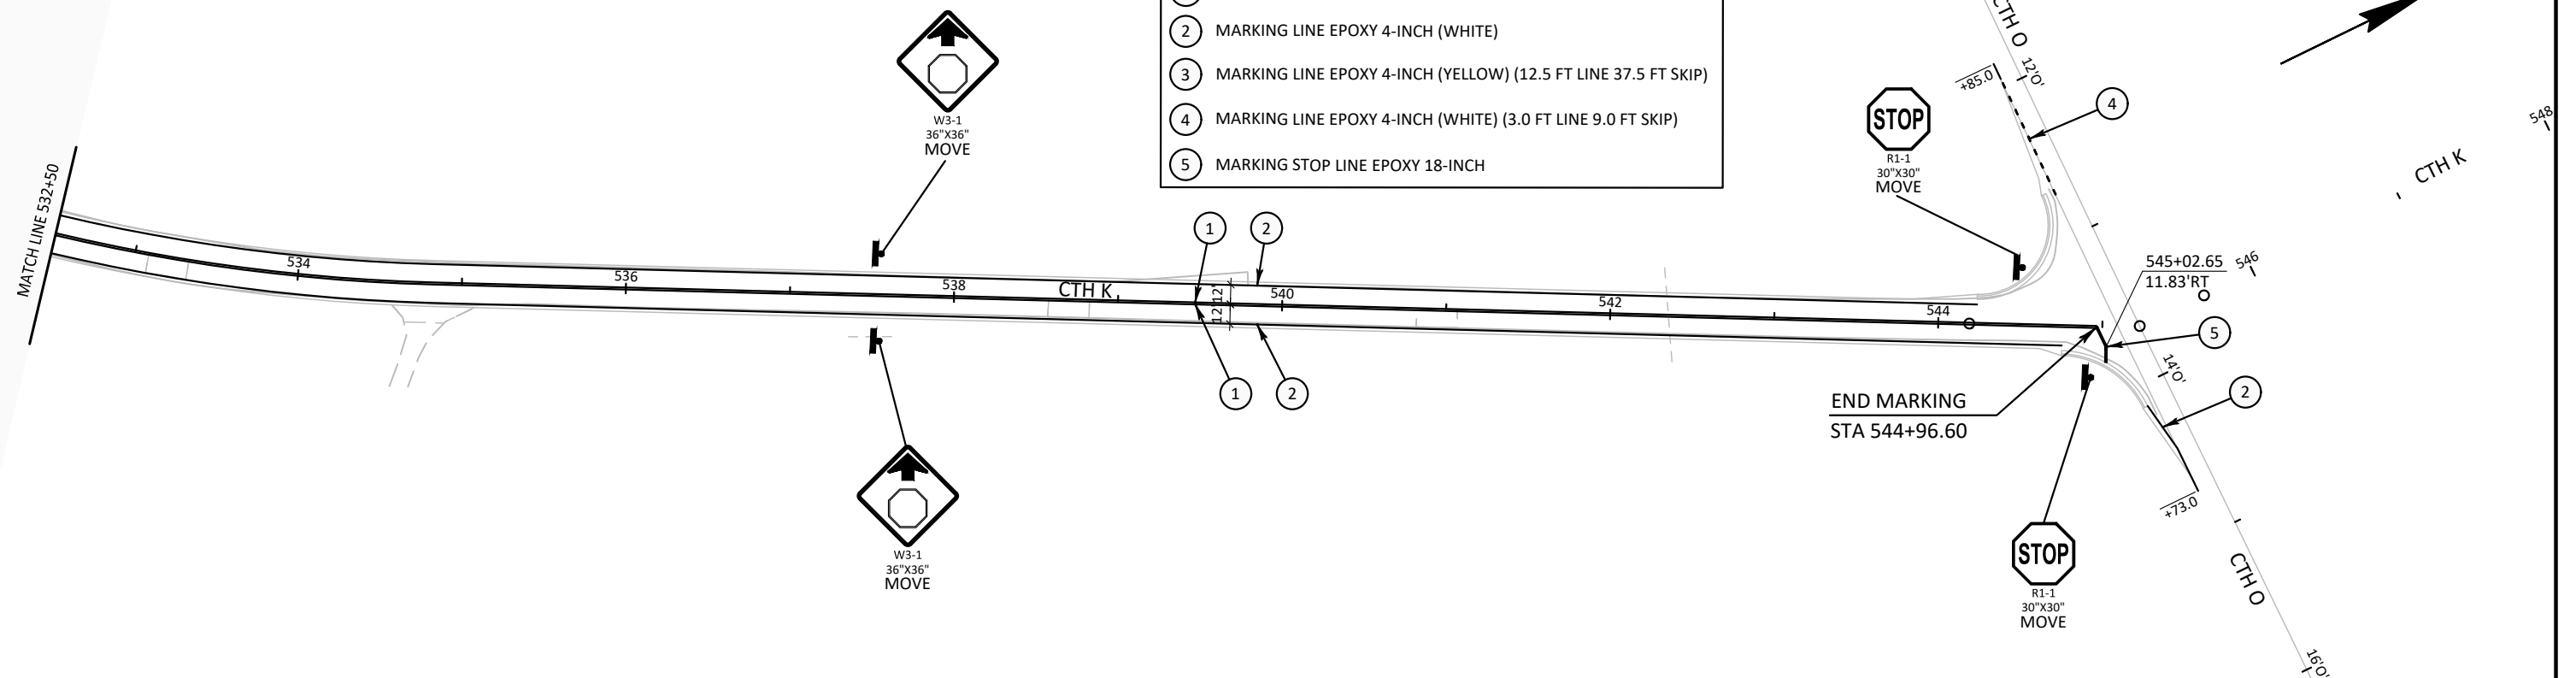 2 MARKING LINE EPOXY 4-INCH (WHITE)
3 MARKING LINE EPOXY 4-INCH (YELLOW) (12.5 FT LINE 37.5 FT SKIP)
4 MARKING LINE EPOXY 4-INCH (WHITE) (3.0 FT LINE 9.0 FT SKIP)
5 MARKING STOP LINE EPOXY 18-INCH
W3-1
36"X36"
MOVE
STOP
R1-1
30"X30"
MOVE
CTH O
12'O'
+85.0
4
548
CTH K
546
MATCH LINE 532+50
534
536
538
CTH K
1
2
12'
12'
540
542
544
1
2
545+02.65
11.83'RT
5
14'O'
2
END MARKING
STA 544+96.60
+73.0
W3-1
36"X36"
MOVE
STOP
R1-1
30"X30"
MOVE
CTH O
16'O'